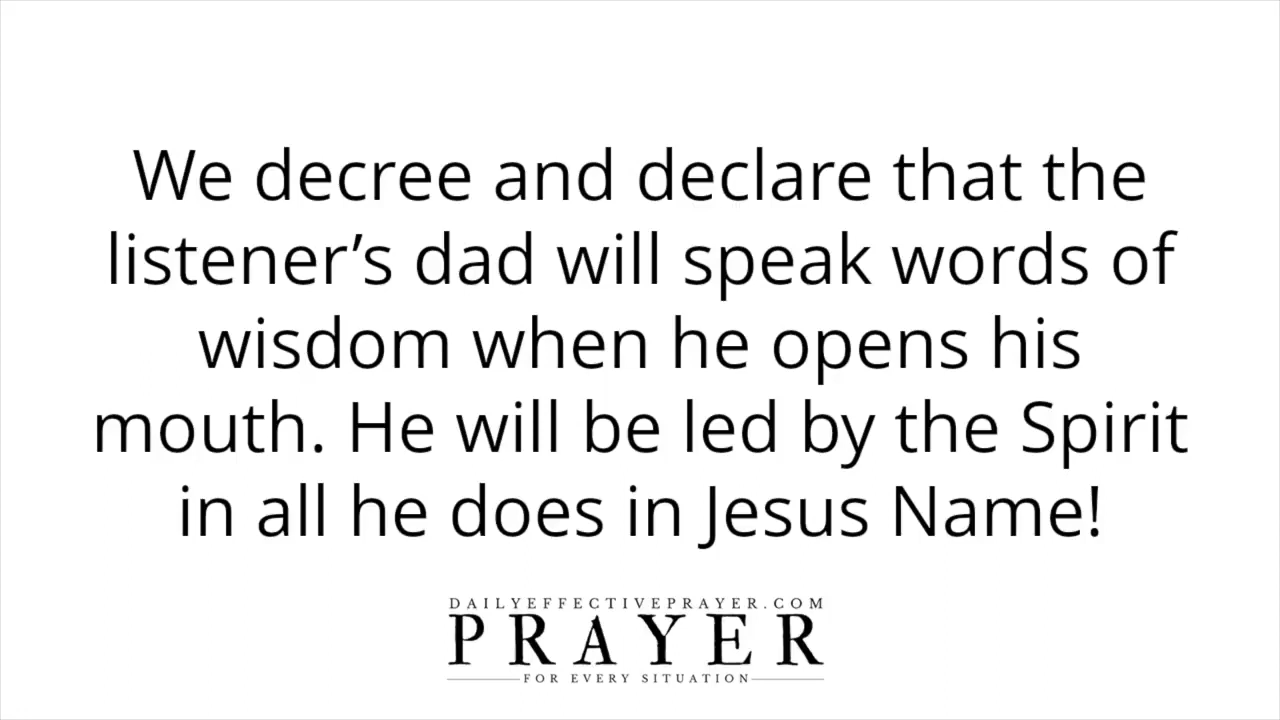 We decree and declare that the
listener’s dad will speak words of
wisdom when he opens his
mouth. He will be led by the Spirit
in all he does in Jesus Name!
DAILYEFFECTIVEPRAYER.COM
PRAYER
FOR EVERY SITUATION